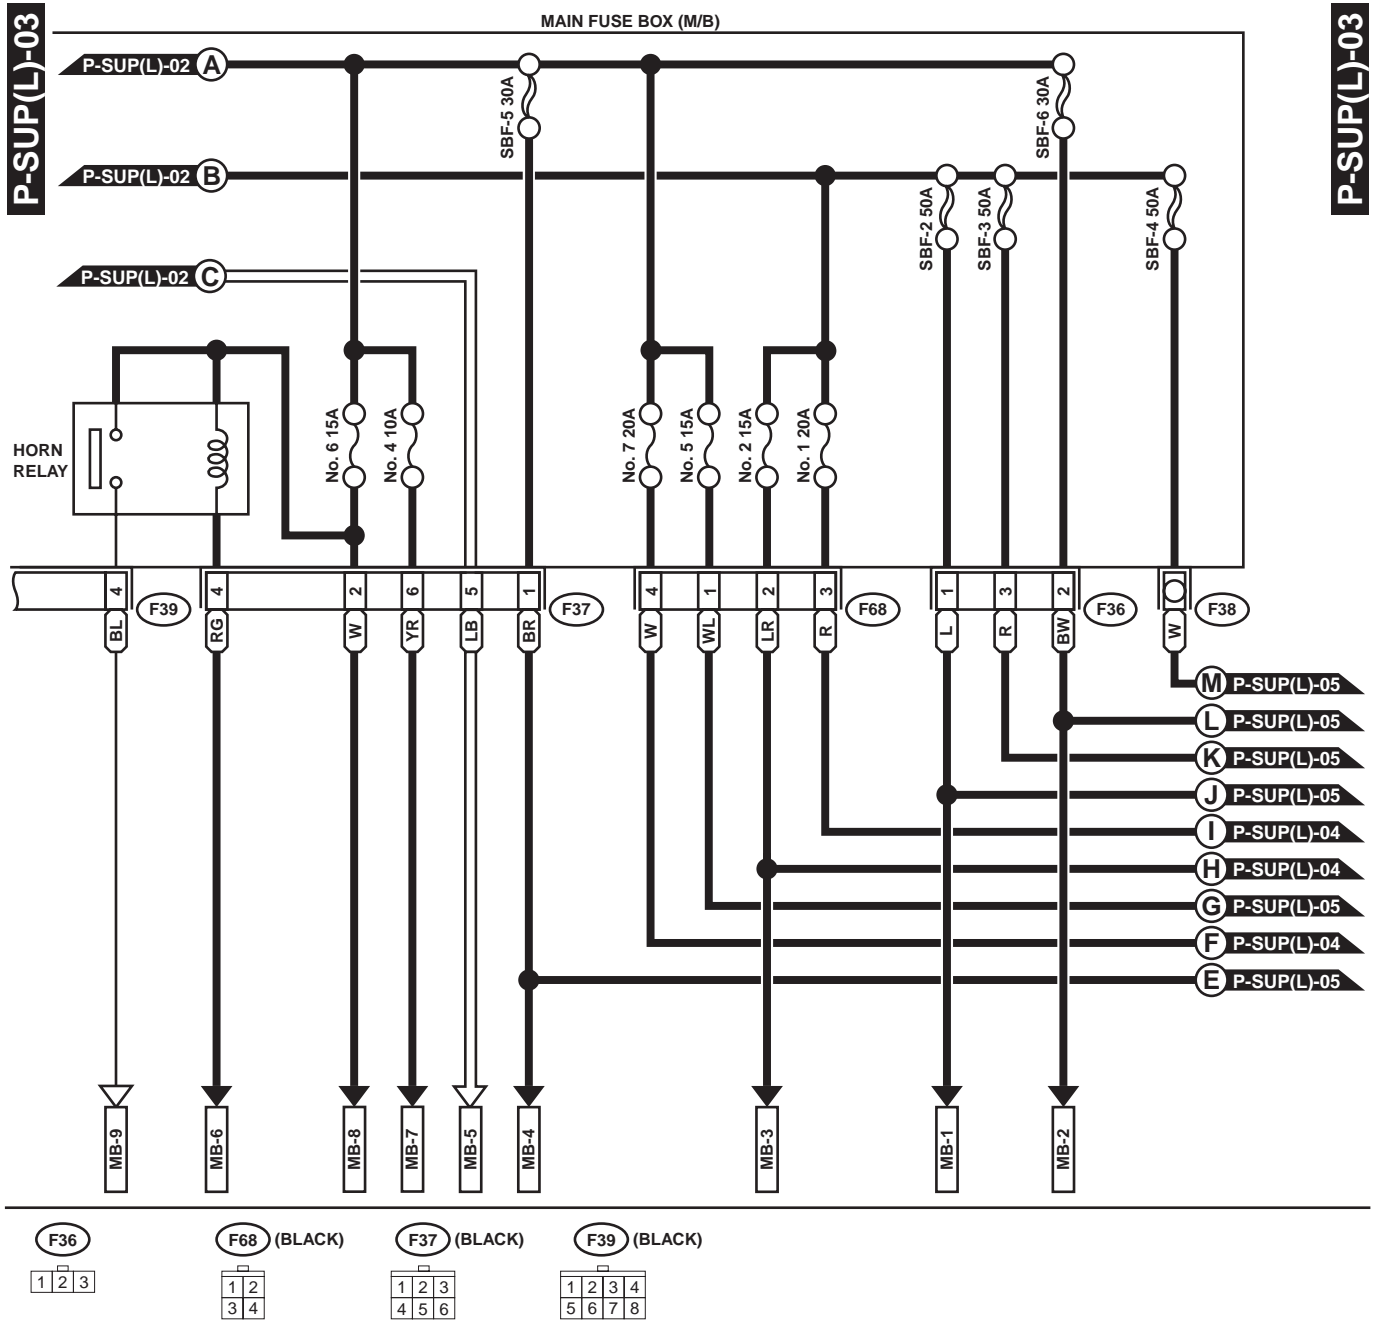 MAIN FUSE BOX (M/B)
P-SUP(L)-03
P-SUP(L)-03
P-SUP(L)-02 A
SBF-5 30A
SBF-6 30A
P-SUP(L)-02 B
SBF-2 50A
SBF-3 50A
SBF-4 50A
P-SUP(L)-02 C
HORN
RELAY
No. 6 15A
No. 4 10A
No. 7 20A
No. 5 15A
No. 2 15A
No. 1 20A
4 F39 4 2 6 5 1 F37 4 1 2 3 F68 1 3 2 F36 F38
BL RG W YR LB BR W WL LR R L R BW W
M P-SUP(L)-05
L P-SUP(L)-05
K P-SUP(L)-05
J P-SUP(L)-05
I P-SUP(L)-04
H P-SUP(L)-04
G P-SUP(L)-05
F P-SUP(L)-04
E P-SUP(L)-05
MB-9 MB-6 MB-8 MB-7 MB-5 MB-4 MB-3 MB-1 MB-2
F36 F68 (BLACK) F37 (BLACK) F39 (BLACK)
1 2 3
1 2
3 4
1 2 3
4 5 6
1 2 3 4
5 6 7 8